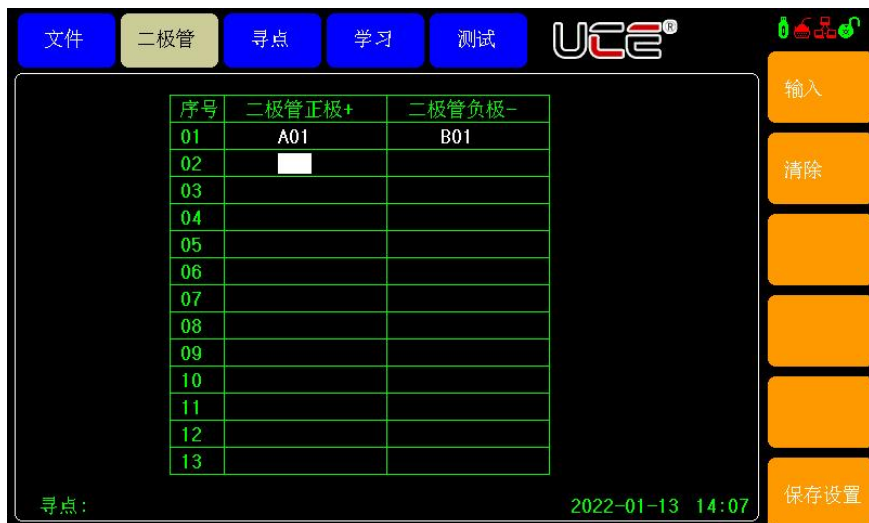 文件 二极管 寻点 学习 测试 UCE®
输入
序号 二极管正极+ 二极管负极-
01 A01 B01
02
清除
03
04
05
06
07
08
09
10
11
12
13
寻点: 2022-01-13 14:07
保存设置